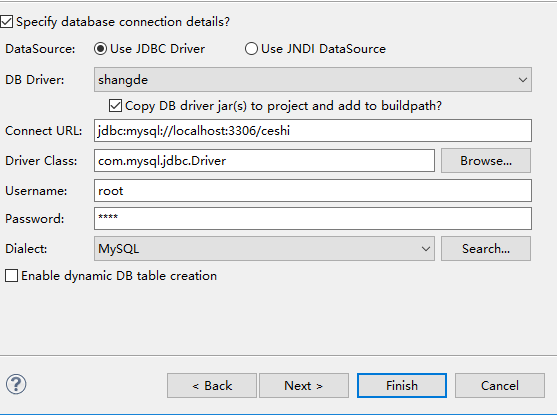 Specify database connection details?
DataSource: Use JDBC Driver Use JNDI DataSource
DB Driver: shangde
Copy DB driver jar(s) to project and add to buildpath?
Connect URL: jdbc:mysql://localhost:3306/ceshi
Driver Class: com.mysql.jdbc.Driver Browse...
Username: root
Password: ****
Dialect: MySQL Search...
Enable dynamic DB table creation
? < Back Next > Finish Cancel